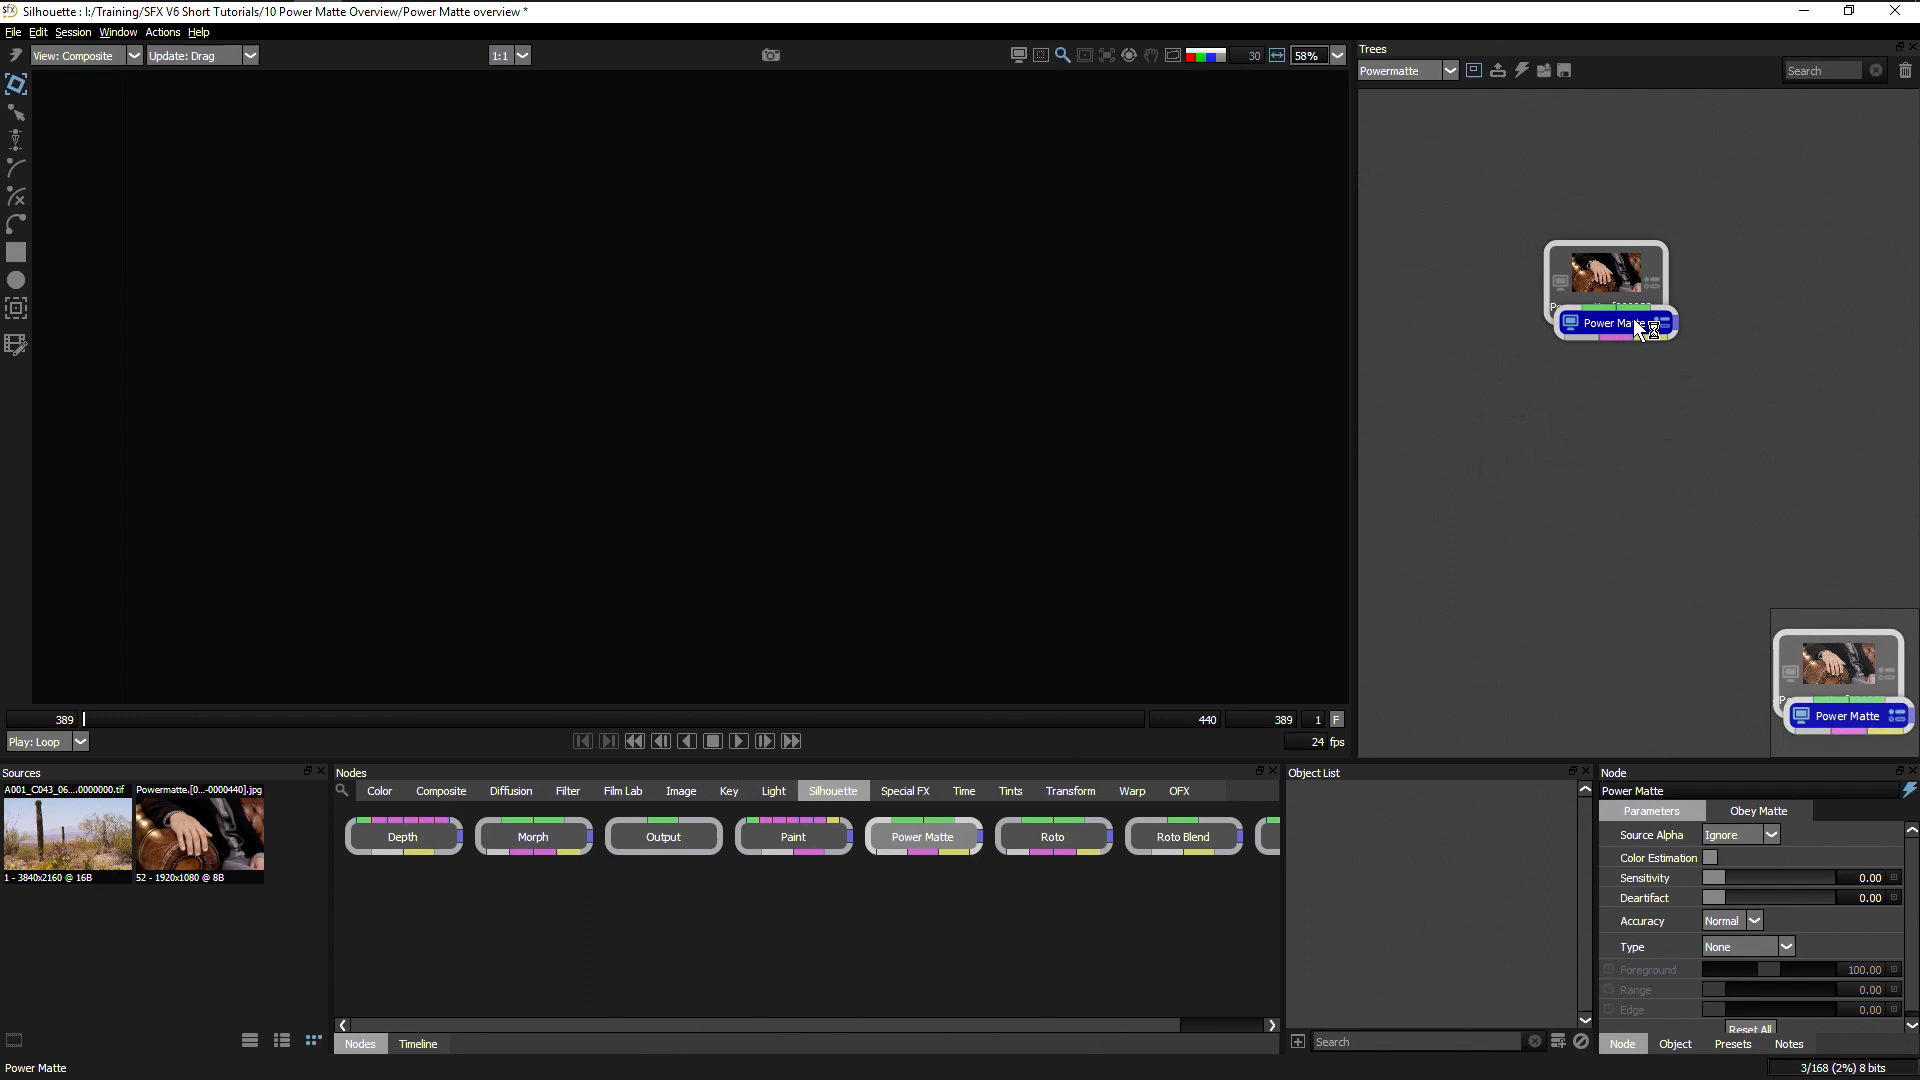 Silhouette : I:/Training/SFX V6 Short Tutorials/10 Power Matte Overview/Power Matte overview *
File Edit Session Window Actions Help
View: Composite
Update: Drag
1:1
30
58%
Trees
Powermatte
Search
Power Matte
389
440
389
1
F
Play: Loop
24 fps
Power Matte
Sources
A001_C043_06....0000000.tif
Powermatte.[0...-0000440].jpg
1 - 3840x2160 @ 16B
52 - 1920x1080 @ 8B
Nodes
Color Composite Diffusion Filter Film Lab Image Key Light Silhouette Special FX Time Tints Transform Warp OFX
Depth Morph Output Paint Power Matte Roto Roto Blend
Nodes Timeline
Object List
Search
Node
Power Matte
Parameters Obey Matte
Source Alpha Ignore
Color Estimation
Sensitivity 0.00
Deartifact 0.00
Accuracy Normal
Type None
Foreground 100.00
Range 0.00
Edge 0.00
Reset All
Node Object Presets Notes
Power Matte
3/168 (2%) 8 bits